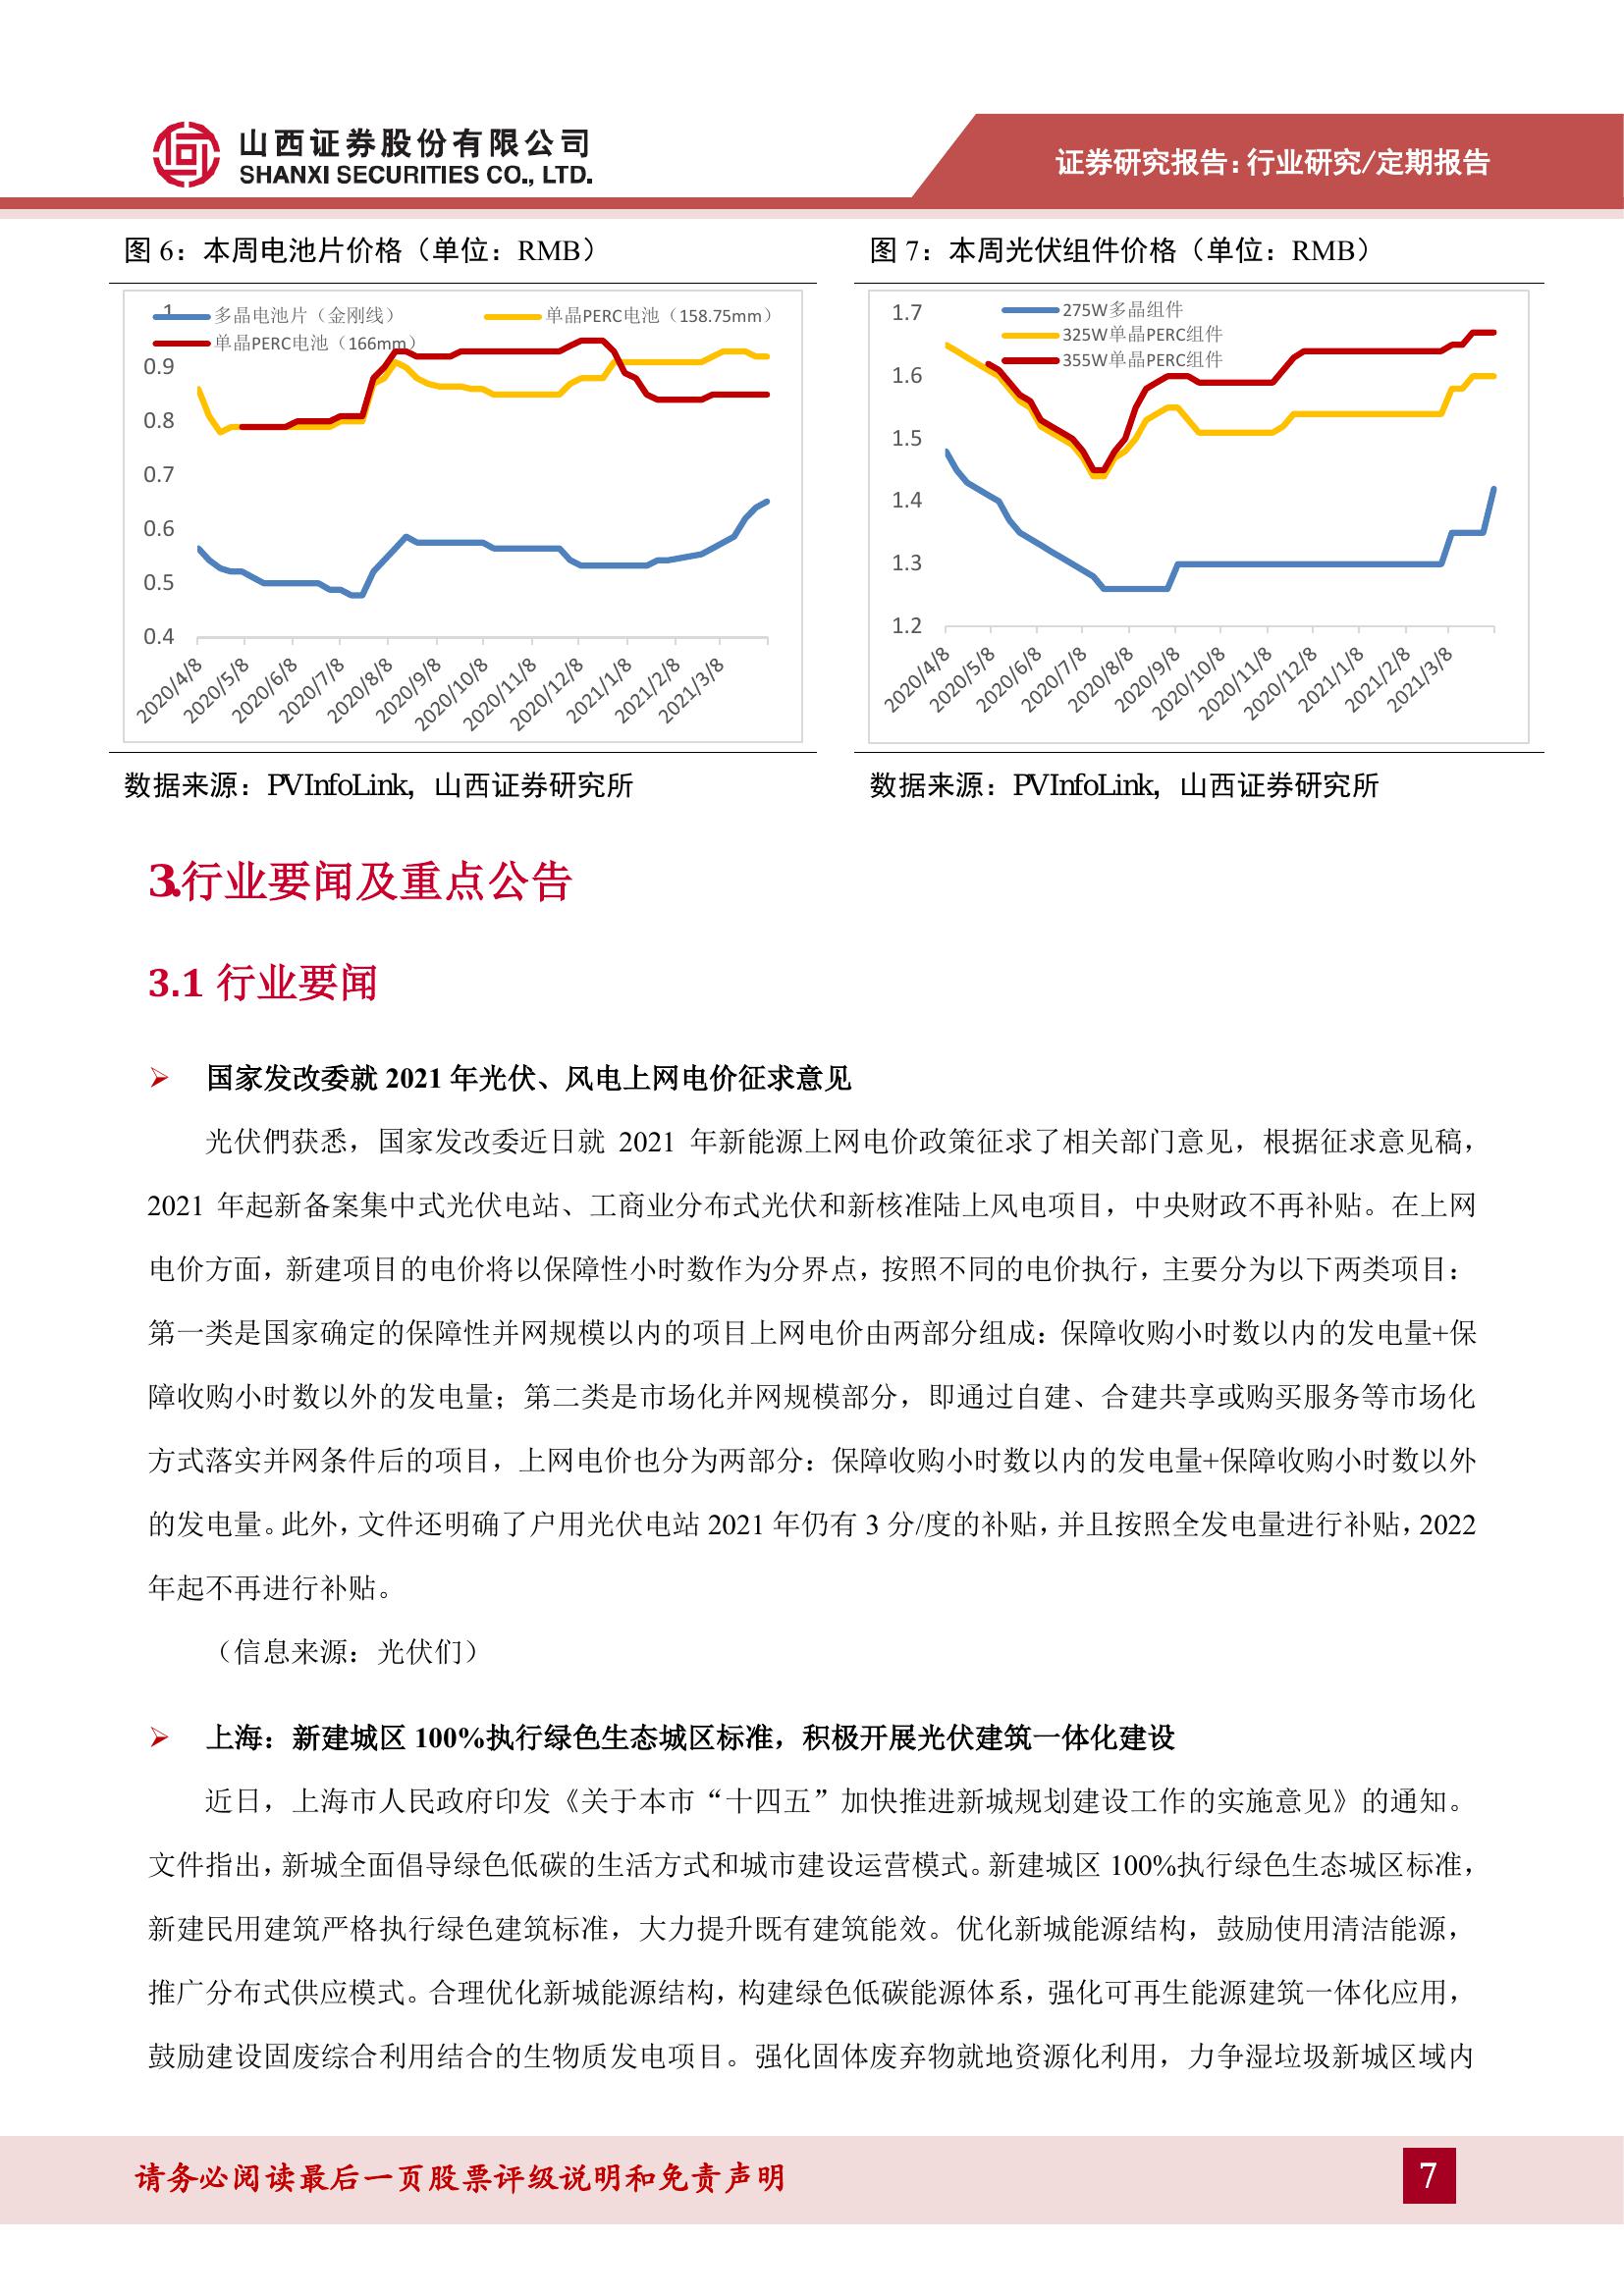 山西证券股份有限公司
SHANXI SECURITIES CO., LTD.
证券研究报告：行业研究/定期报告
图 6：本周电池片价格（单位：RMB）
1
多晶电池片（金刚线）
单晶PERC电池（158.75mm）
单晶PERC电池（166mm）
0.9
0.8
0.7
0.6
0.5
0.4
2020/4/8
2020/5/8
2020/6/8
2020/7/8
2020/8/8
2020/9/8
2020/10/8
2020/11/8
2020/12/8
2021/1/8
2021/2/8
2021/3/8
数据来源：PVInfoLink，山西证券研究所
图 7：本周光伏组件价格（单位：RMB）
275W多晶组件
325W单晶PERC组件
355W单晶PERC组件
1.7
1.6
1.5
1.4
1.3
1.2
2020/4/8
2020/5/8
2020/6/8
2020/7/8
2020/8/8
2020/9/8
2020/10/8
2020/11/8
2020/12/8
2021/1/8
2021/2/8
2021/3/8
数据来源：PVInfoLink，山西证券研究所
3.行业要闻及重点公告
3.1 行业要闻
➢ 国家发改委就 2021 年光伏、风电上网电价征求意见
光伏們获悉，国家发改委近日就 2021 年新能源上网电价政策征求了相关部门意见，根据征求意见稿，
2021 年起新备案集中式光伏电站、工商业分布式光伏和新核准陆上风电项目，中央财政不再补贴。在上网
电价方面，新建项目的电价将以保障性小时数作为分界点，按照不同的电价执行，主要分为以下两类项目：
第一类是国家确定的保障性并网规模以内的项目上网电价由两部分组成：保障收购小时数以内的发电量+保
障收购小时数以外的发电量；第二类是市场化并网规模部分，即通过自建、合建共享或购买服务等市场化
方式落实并网条件后的项目，上网电价也分为两部分：保障收购小时数以内的发电量+保障收购小时数以外
的发电量。此外，文件还明确了户用光伏电站 2021 年仍有 3 分/度的补贴，并且按照全发电量进行补贴，2022
年起不再进行补贴。
（信息来源：光伏们）
➢ 上海：新建城区 100%执行绿色生态城区标准，积极开展光伏建筑一体化建设
近日，上海市人民政府印发《关于本市“十四五”加快推进新城规划建设工作的实施意见》的通知。
文件指出，新城全面倡导绿色低碳的生活方式和城市建设运营模式。新建城区 100%执行绿色生态城区标准，
新建民用建筑严格执行绿色建筑标准，大力提升既有建筑能效。优化新城能源结构，鼓励使用清洁能源，
推广分布式供应模式。合理优化新城能源结构，构建绿色低碳能源体系，强化可再生能源建筑一体化应用，
鼓励建设固废综合利用结合的生物质发电项目。强化固体废弃物就地资源化利用，力争湿垃圾新城区域内
请务必阅读最后一页股票评级说明和免责声明
7